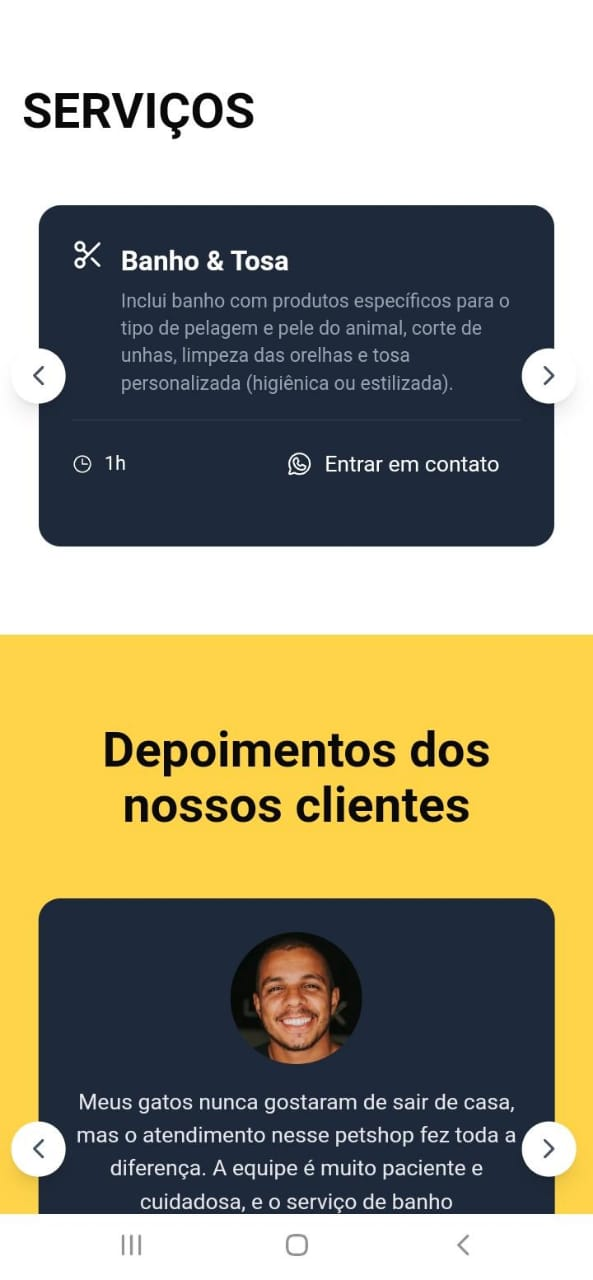 SERVIÇOS
Banho & Tosa
Inclui banho com produtos específicos para o
tipo de pelagem e pele do animal, corte de
unhas, limpeza das orelhas e tosa
personalizada (higiênica ou estilizada).
1h
Entrar em contato
Depoimentos dos
nossos clientes
Meus gatos nunca gostaram de sair de casa,
mas o atendimento nesse petshop fez toda a
diferença. A equipe é muito paciente e
cuidadosa, e o serviço de banho